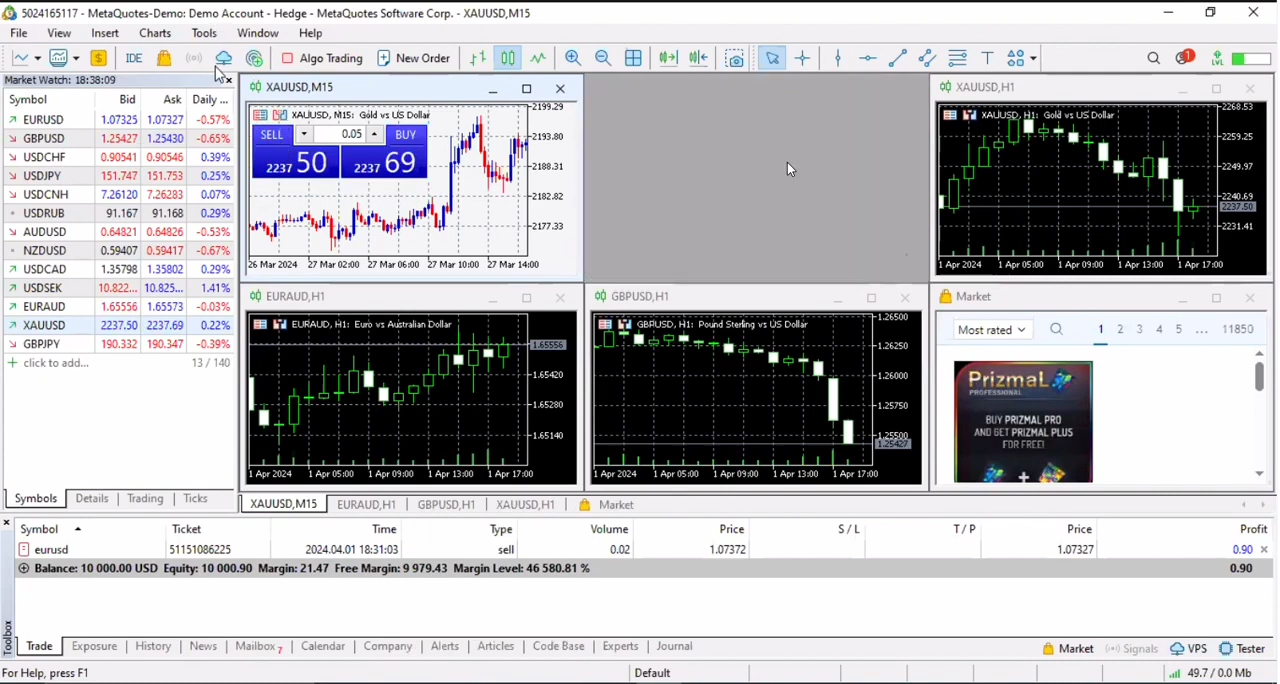 5024165117 - MetaQuotes-Demo: Demo Account - Hedge - MetaQuotes Software Corp. - XAUUSD,M15
File View Insert Charts Tools Window Help
IDE Algo Trading New Order 1 LVL
Market Watch: 18:38:09
Symbol Bid Ask Daily ...
EURUSD 1.07325 1.07327 -0.57%
GBPUSD 1.25427 1.25430 -0.65%
USDCHF 0.90541 0.90546 0.39%
USDJPY 151.747 151.753 0.25%
USDCNH 7.26120 7.26283 0.07%
USDRUB 91.167 91.168 0.29%
AUDUSD 0.64821 0.64826 -0.53%
NZDUSD 0.59407 0.59417 -0.67%
USDCAD 1.35798 1.35802 0.29%
USDSEK 10.822... 10.825... 1.41%
EURAUD 1.65556 1.65573 -0.03%
XAUUSD 2237.50 2237.69 0.22%
GBPJPY 190.332 190.347 -0.39%
click to add... 13 / 140
Symbols Details Trading Ticks
XAUUSD,M15
XAUUSD, M15: Gold vs US Dollar
SELL 0.05 BUY
2237 50 2237 69
2199.29
2193.80
2188.31
2182.82
2177.33
26 Mar 2024 27 Mar 02:00 27 Mar 06:00 27 Mar 10:00 27 Mar 14:00
XAUUSD,H1
XAUUSD, H1: Gold vs US Dollar
2268.53
2259.25
2249.97
2240.69
2237.50
2231.41
1 Apr 2024 1 Apr 05:00 1 Apr 09:00 1 Apr 13:00 1 Apr 17:00
EURAUD,H1
EURAUD, H1: Euro vs Australian Dollar
1.65556
1.65420
1.65280
1.65140
1 Apr 2024 1 Apr 05:00 1 Apr 09:00 1 Apr 13:00 1 Apr 17:00
GBPUSD,H1
GBPUSD, H1: Pound Sterling vs US Dollar
1.26500
1.26250
1.26000
1.25750
1.25500
1.25427
1 Apr 2024 1 Apr 05:00 1 Apr 09:00 1 Apr 13:00 1 Apr 17:00
Market
Most rated 1 2 3 4 5 ... 11850
PRIZMAL
PROFESSIONAL
BUY PRIZMAL PRO
AND GET PRIZMAL PLUS
FOR FREE!
XAUUSD,M15 EURAUD,H1 GBPUSD,H1 XAUUSD,H1 Market
Symbol Ticket Time Type Volume Price S / L T / P Price Profit
eurusd 51151086225 2024.04.01 18:31:03 sell 0.02 1.07372 1.07327 0.90
Balance: 10 000.00 USD Equity: 10 000.90 Margin: 21.47 Free Margin: 9 979.43 Margin Level: 46 580.81 % 0.90
Toolbox
Trade Exposure History News Mailbox 7 Calendar Company Alerts Articles Code Base Experts Journal Market Signals VPS Tester
For Help, press F1 Default 49.7 / 0.0 Mb